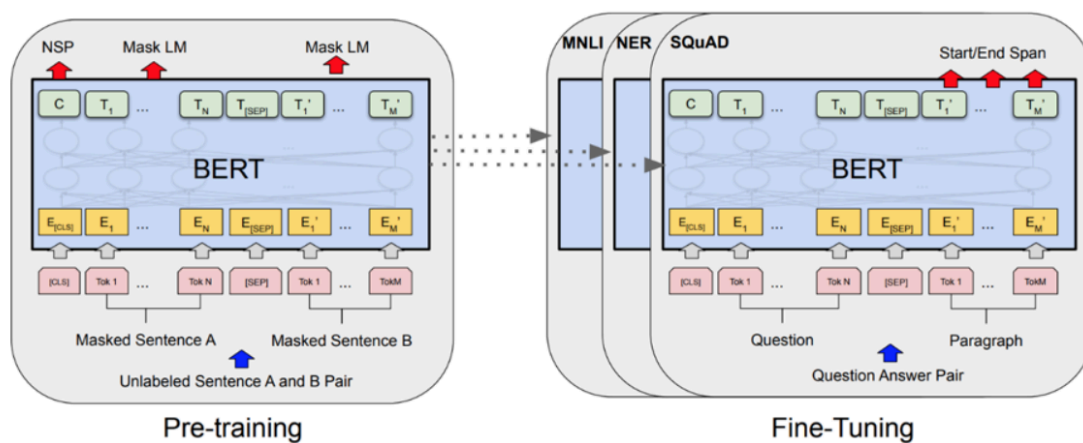 NSP Mask LM Mask LM
C T1 ... TN T[SEP] T1' ... TM'
BERT
E[CLS] E1 ... EN E[SEP] E1' ... EM'
[CLS] Tok 1 ... Tok N [SEP] Tok 1 ... TokM
Masked Sentence A Masked Sentence B
Unlabeled Sentence A and B Pair
Pre-training
MNLI NER SQuAD
Start/End Span
C T1 ... TN T[SEP] T1' ... TM'
BERT
E[CLS] E1 ... EN E[SEP] E1' ... EM'
[CLS] Tok 1 ... Tok N [SEP] Tok 1 ... TokM
Question Paragraph
Question Answer Pair
Fine-Tuning